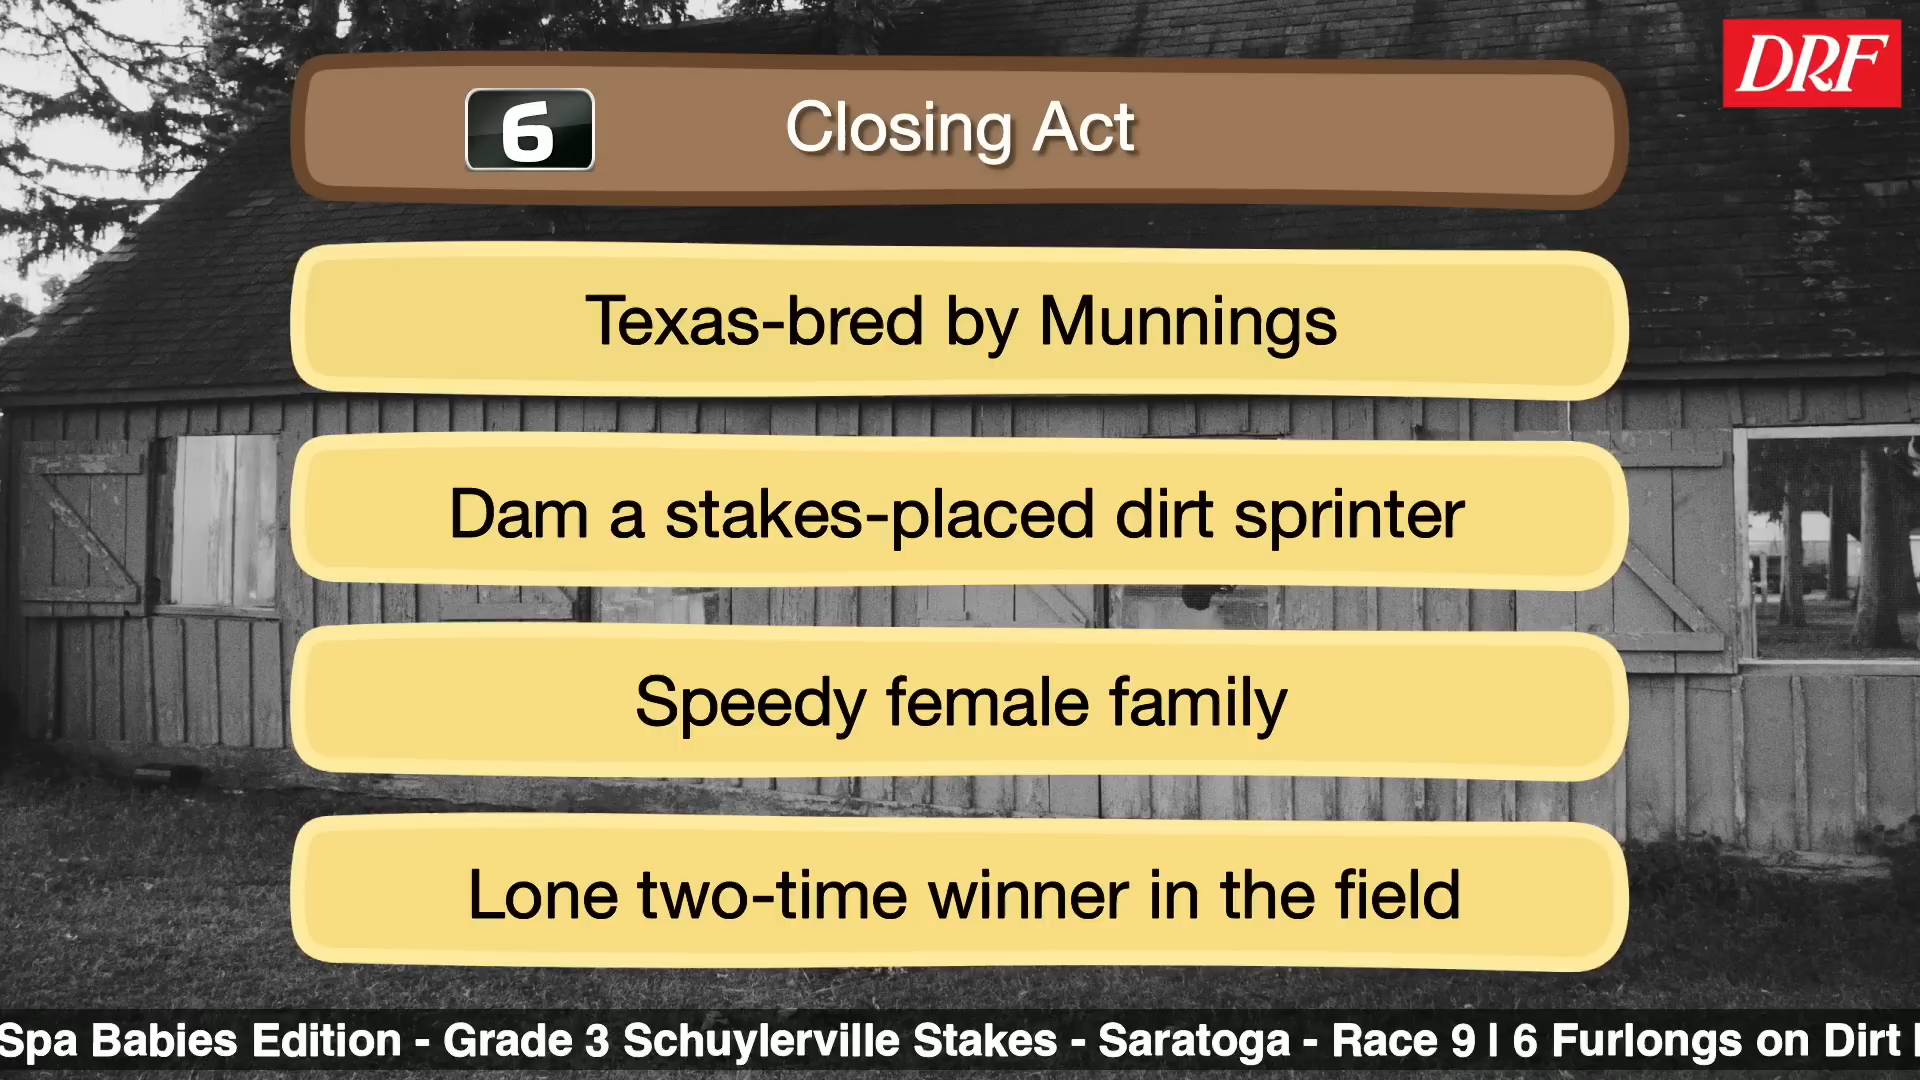 DRF
6 Closing Act
Texas-bred by Munnings
Dam a stakes-placed dirt sprinter
Speedy female family
Lone two-time winner in the field
Spa Babies Edition - Grade 3 Schuylerville Stakes - Saratoga - Race 9 | 6 Furlongs on Dirt